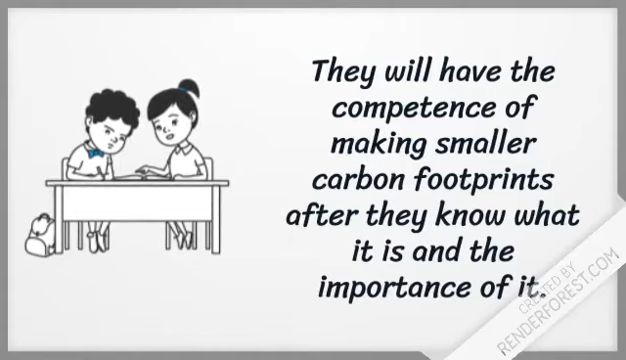 They will have the
competence of
making smaller
carbon footprints
after they know what
it is and the
importance of it.
CREATED BY
RENDERFOREST.COM